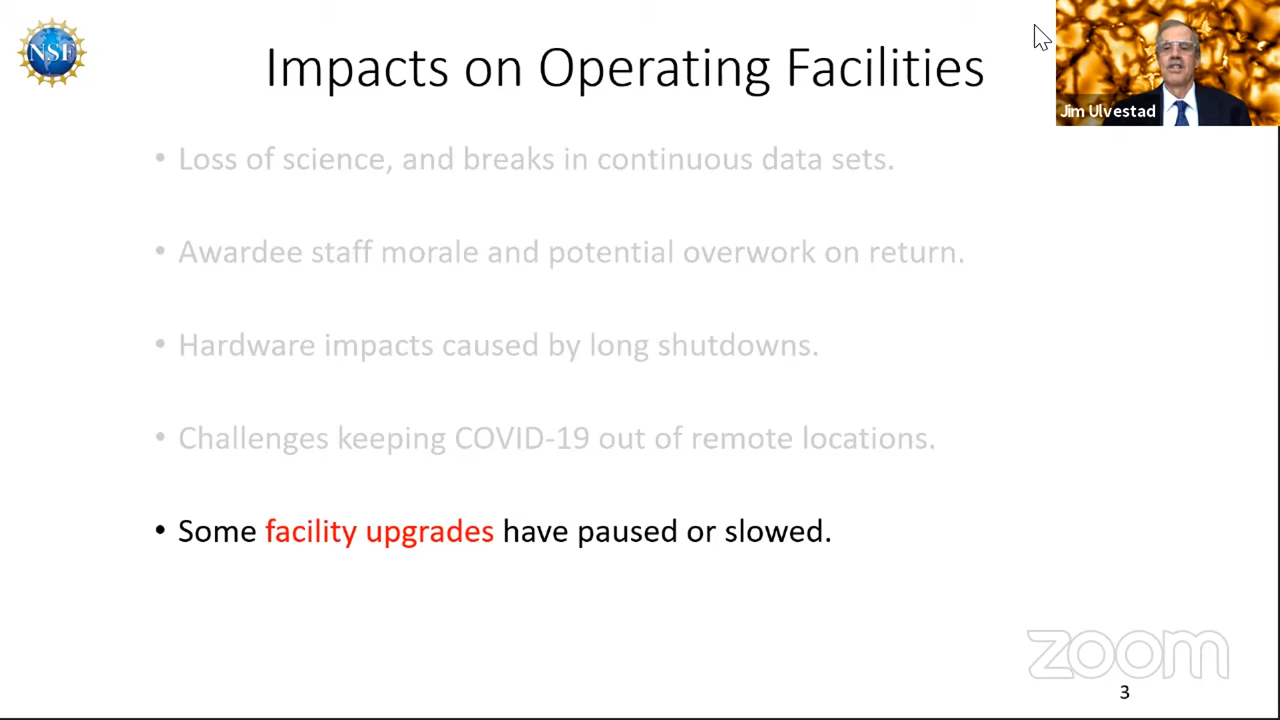 NSF
Impacts on Operating Facilities
Jim Ulvestad
• Loss of science, and breaks in continuous data sets.
• Awardee staff morale and potential overwork on return.
• Hardware impacts caused by long shutdowns.
• Challenges keeping COVID-19 out of remote locations.
• Some facility upgrades have paused or slowed.
zoom
3